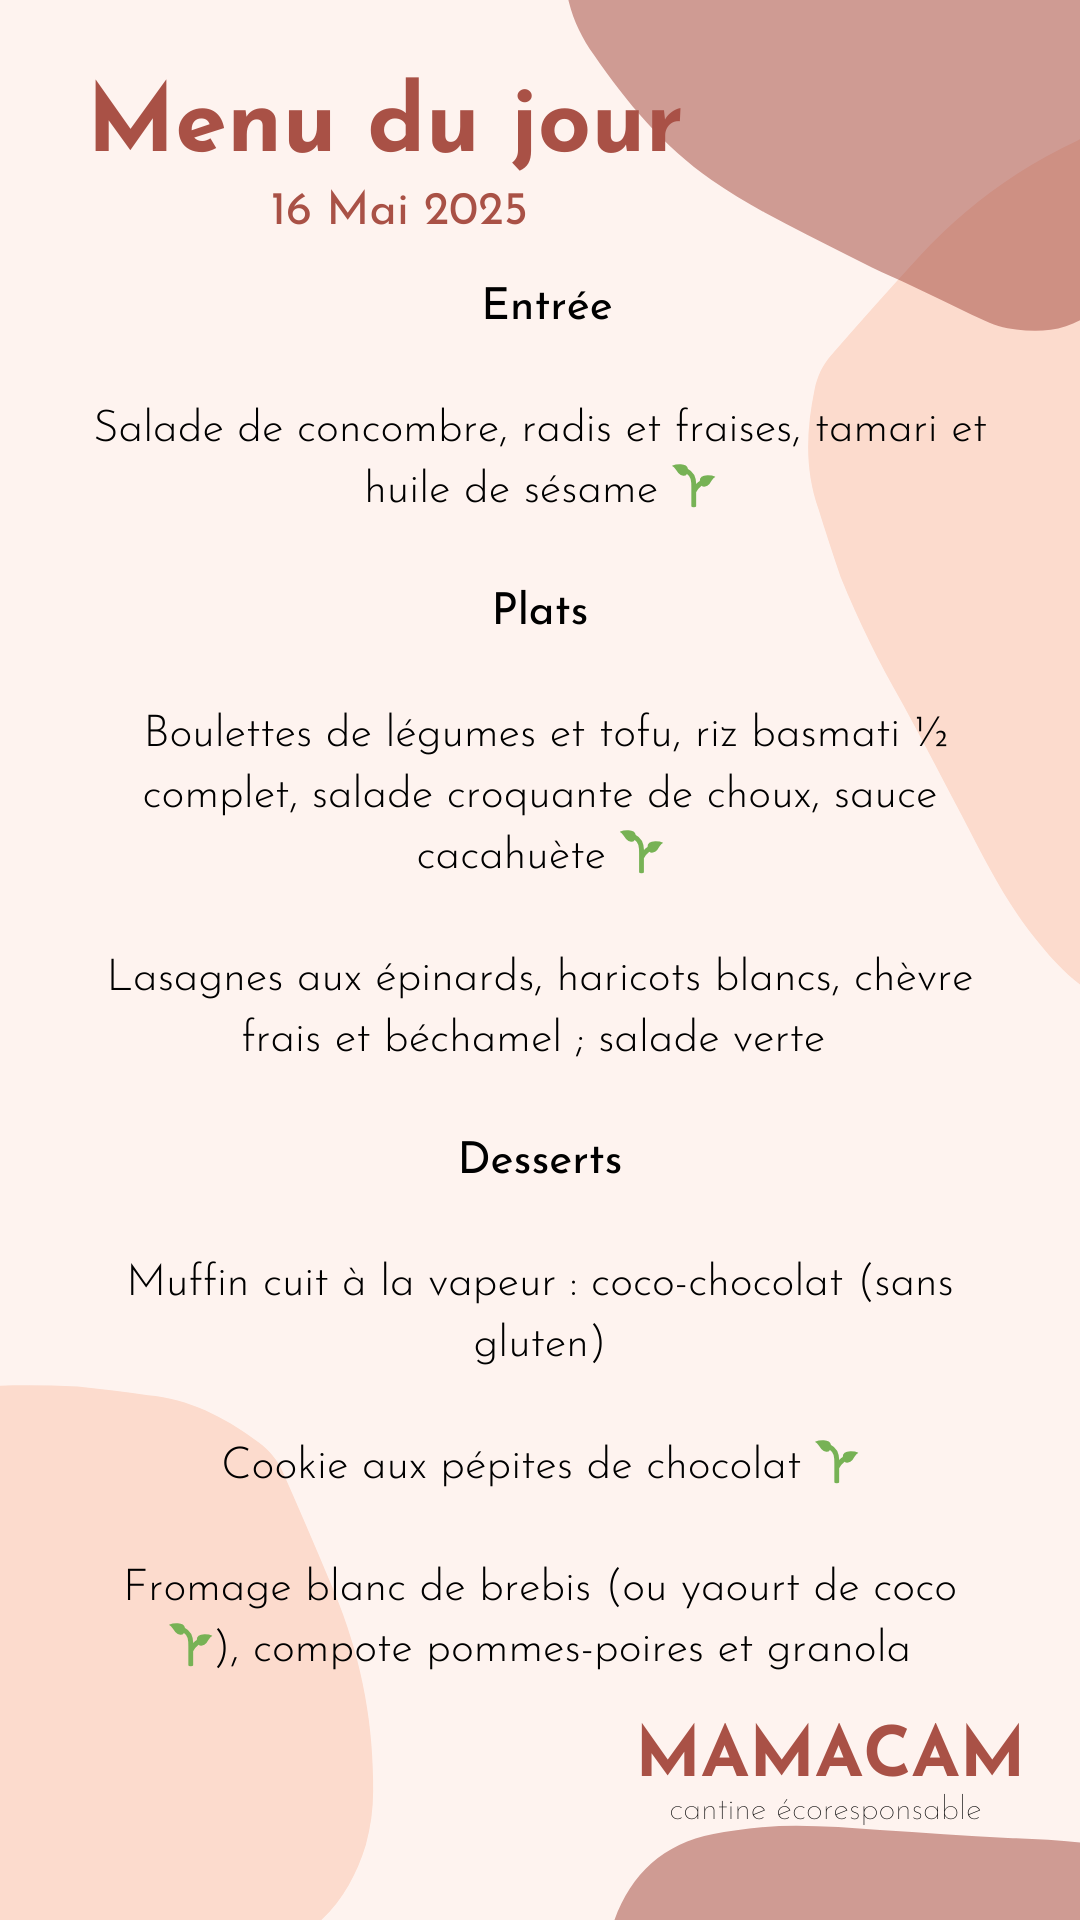 Menu du jour
16 Mai 2025
Entrée
Salade de concombre, radis et fraises, tamari et
huile de sésame 🌱
Plats
Boulettes de légumes et tofu, riz basmati ½
complet, salade croquante de choux, sauce
cacahuète 🌱
Lasagnes aux épinards, haricots blancs, chèvre
frais et béchamel ; salade verte
Desserts
Muffin cuit à la vapeur : coco-chocolat (sans
gluten)
Cookie aux pépites de chocolat 🌱
Fromage blanc de brebis (ou yaourt de coco
🌱), compote pommes-poires et granola
MAMACAM
cantine écoresponsable